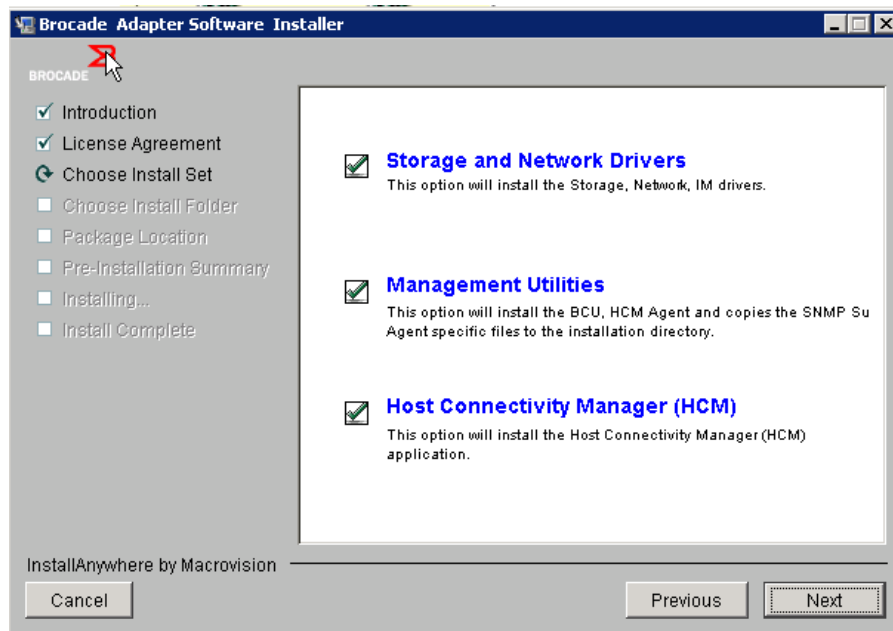 Brocade Adapter Software Installer
BROCADE
Introduction
License Agreement
Choose Install Set
Choose Install Folder
Package Location
Pre-Installation Summary
Installing...
Install Complete
Storage and Network Drivers
This option will install the Storage, Network, IM drivers.
Management Utilities
This option will install the BCU, HCM Agent and copies the SNMP Su
Agent specific files to the installation directory.
Host Connectivity Manager (HCM)
This option will install the Host Connectivity Manager (HCM)
application.
InstallAnywhere by Macrovision
Cancel
Previous
Next